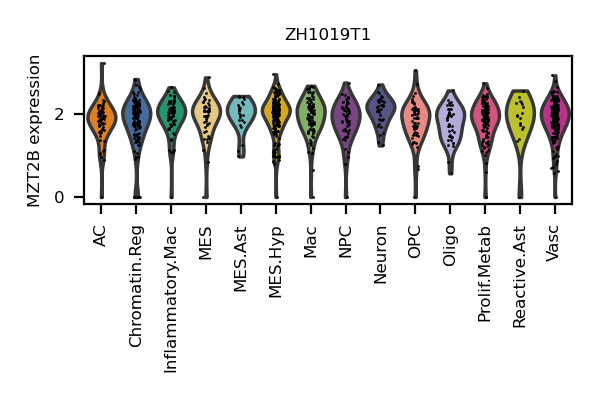 ZH1019T1
MZT2B expression
2
0
AC
Chromatin.Reg
Inflammatory.Mac
MES
MES.Ast
MES.Hyp
Mac
NPC
Neuron
OPC
Oligo
Prolif.Metab
Reactive.Ast
Vasc